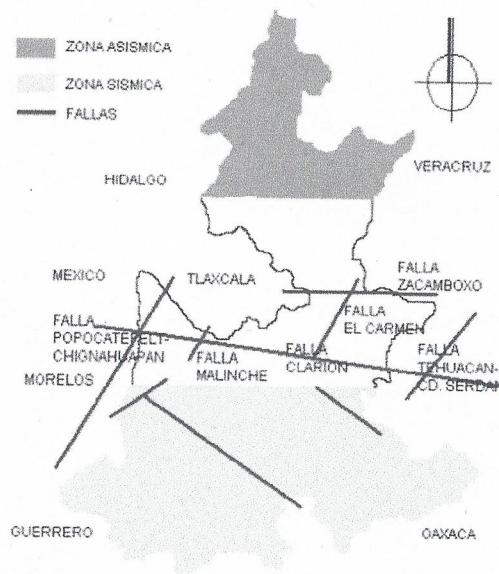 ZONA ASISMICA
ZONA SISMICA
FALLAS
HIDALGO
VERACRUZ
MEXICO
TLAXCALA
FALLA
ZACAMBOXO
FALLA
POPOCATEPELT-
CHIGNAHUAPAN
FALLA
EL CARMEN
FALLA
MALINCHE
FALLA
CLARION
FALLA
TEHUACAN-
CD. SERDAN
MORELOS
GUERRERO
OAXACA